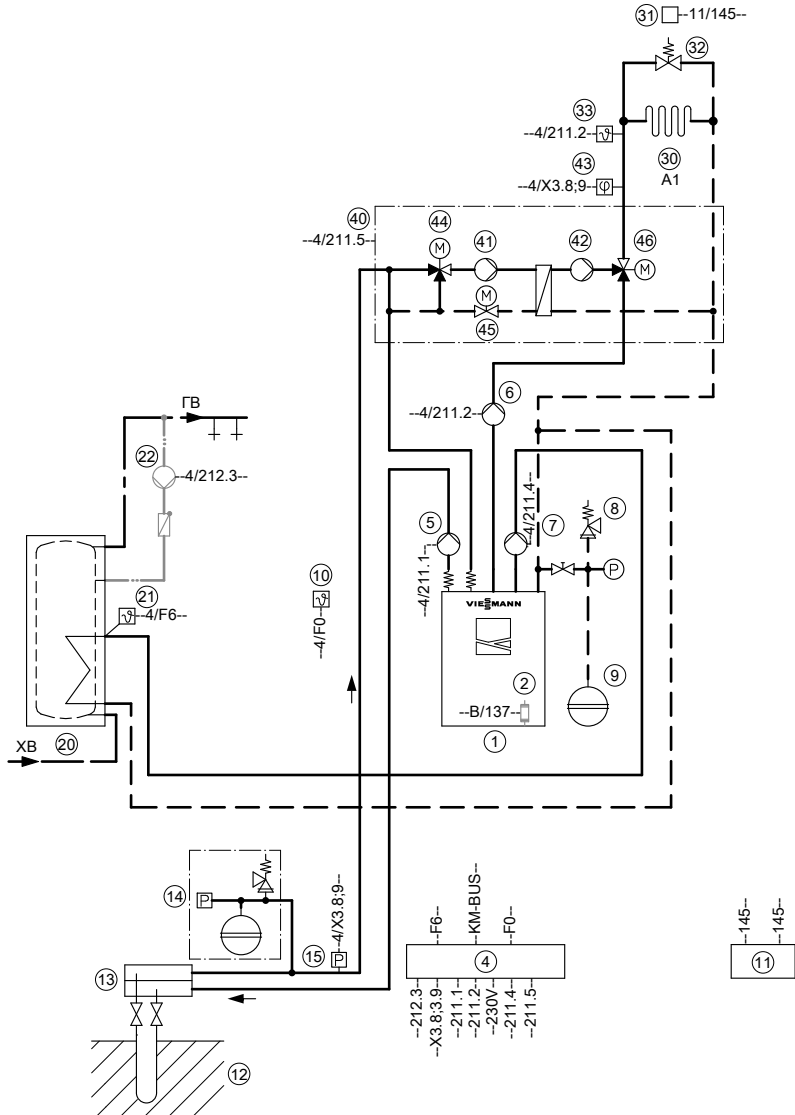 31 --11/145--
32
33
--4/211.2--
43
--4/X3.8;9--
30
A1
40
--4/211.5--
44
M
41
42
46
M
M
45
6
--4/211.2--
ГВ
22
--4/212.3--
5
--4/211.1--
--4/211.4--
7
8
P
10
--4/F0--
21
ϑ--4/F6--
VIESMANN
9
2
--B/137--
1
ХВ
20
14
P
15
P
--4/X3.8;9--
--F6--
--KM-BUS--
--F0--
4
--212.3--
--X3.8;3.9--
--211.1--
--211.2--
--230V--
--211.4--
--211.5--
--145--
--145--
11
13
12